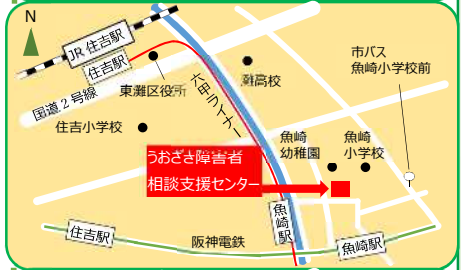 N
JR 住吉駅
住吉駅
国道2号線
東灘区役所
六甲ライナー
灘高校
市バス
魚崎小学校前
住吉小学校
魚崎
幼稚園
魚崎
小学校
うおざき障害者
相談支援センター
魚崎駅
住吉駅
阪神電鉄
魚崎駅